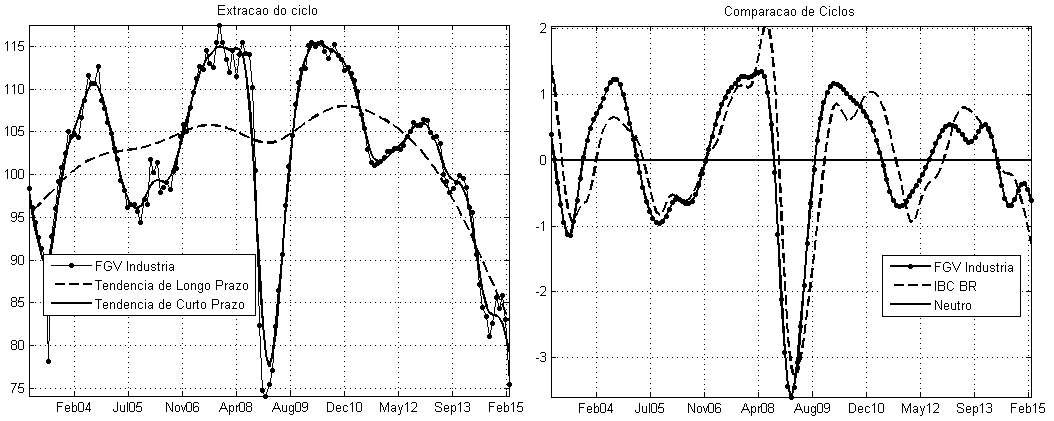 Extracao do ciclo
115
110
105
100
95
90
85
80
75
FGV Industria
Tendencia de Longo Prazo
Tendencia de Curto Prazo
Feb04 Jul05 Nov06 Apr08 Aug09 Dec10 May12 Sep13 Feb15
Comparacao de Ciclos
2
1
0
-1
-2
-3
FGV Industria
IBC BR
Neutro
Feb04 Jul05 Nov06 Apr08 Aug09 Dec10 May12 Sep13 Feb15